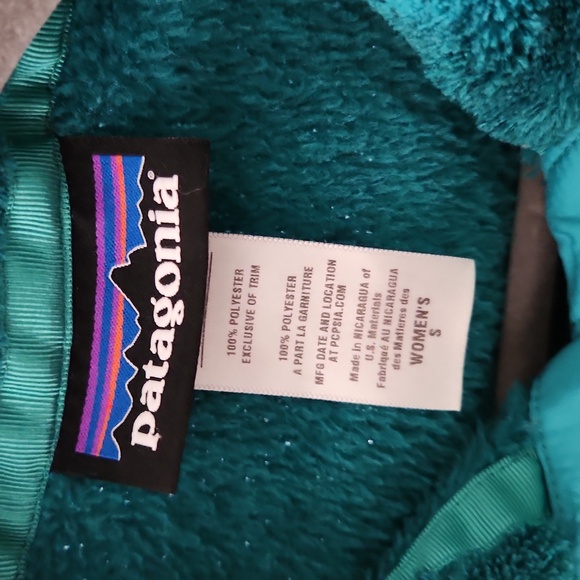 patagonia
100% POLYESTER
EXCLUSIVE OF TRIM
100% POLYESTER
A PART LA GARNITURE
MFG DATE AND LOCATION
AT PCPSIA.COM
Made in NICARAGUA of
U.S. Materials
Fabriqué AU NICARAGUA
des Matieres des
WOMEN'S
S